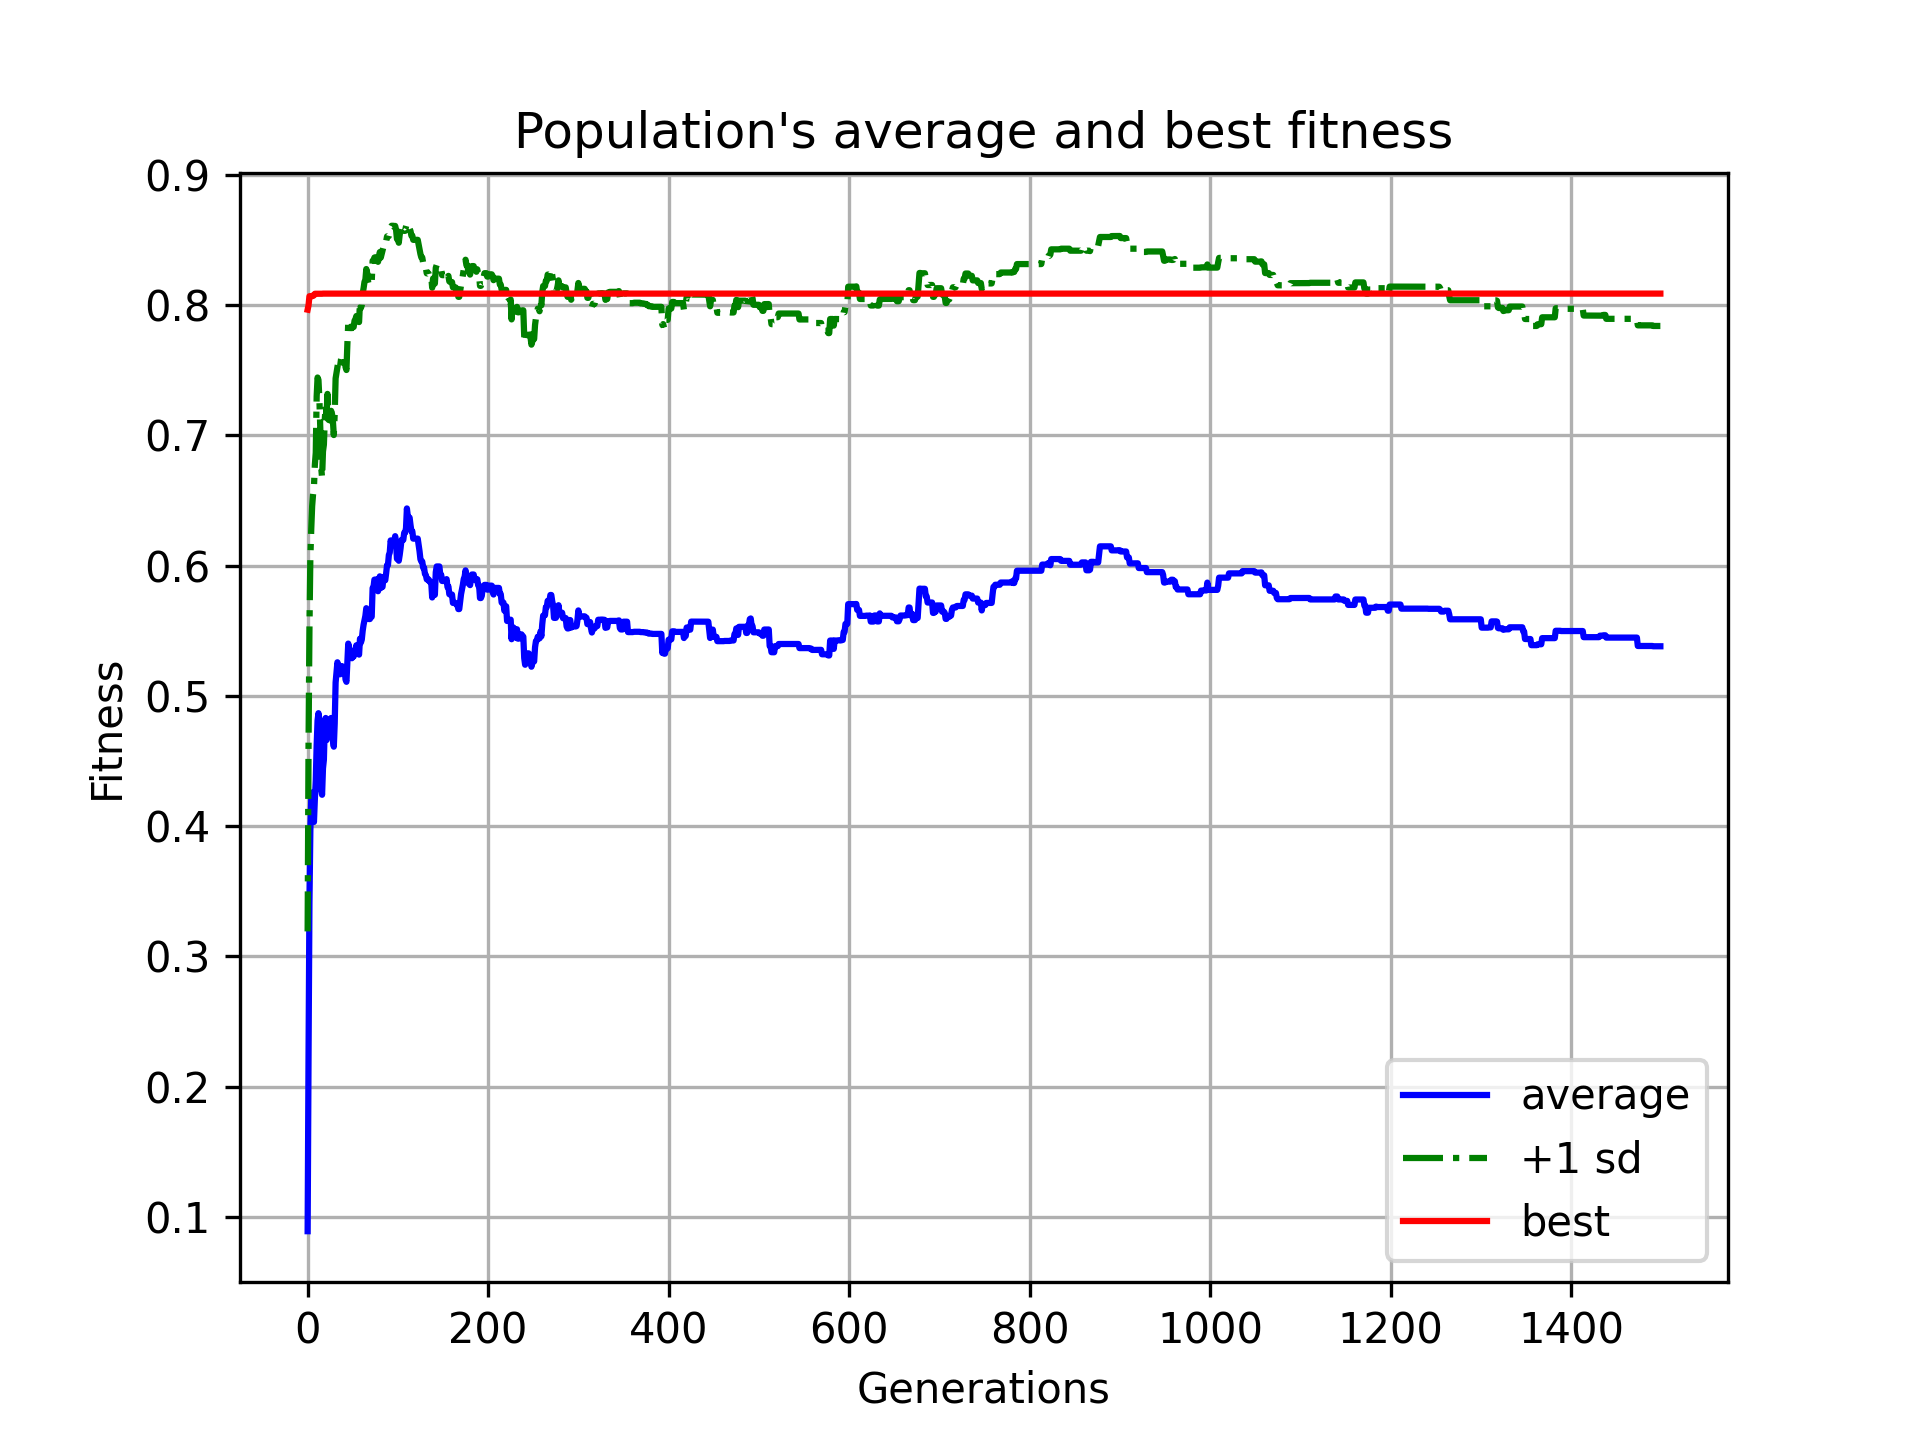 Population's average and best fitness
0.9
0.8
0.7
0.6
0.5
0.4
0.3
0.2
0.1
Fitness
0 200 400 600 800 1000 1200 1400
Generations
average
+1 sd
best